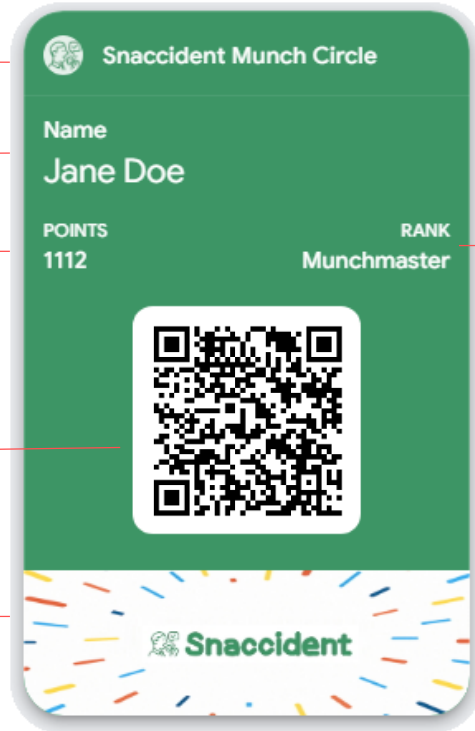 Snaccident Munch Circle
Name
Jane Doe
POINTS RANK
1112 Munchmaster
Snaccident